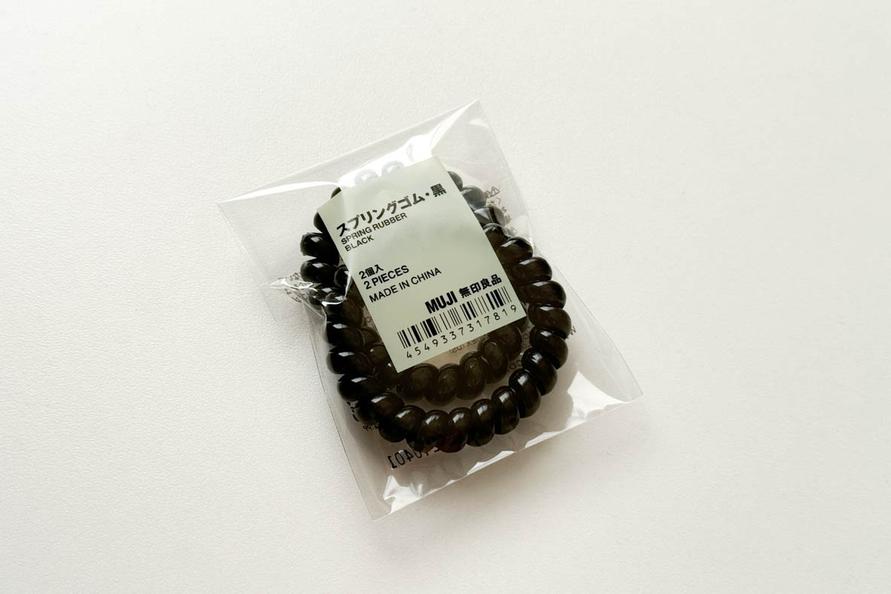 スプリングゴム・黒
SPRING RUBBER
BLACK
2個入
2 PIECES
MADE IN CHINA
MUJI 無印良品
4549337317819